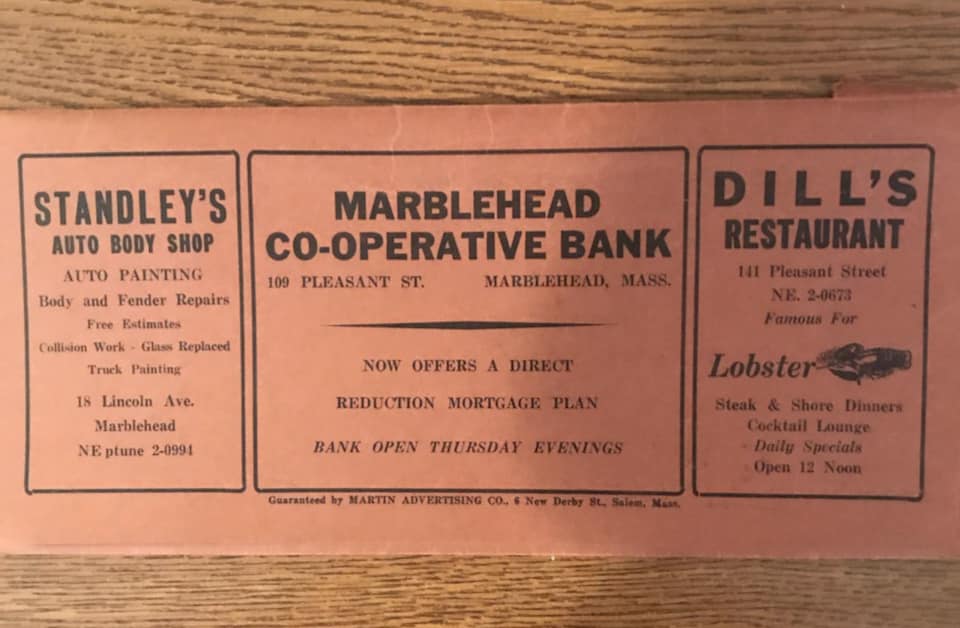 STANDLEY'S
AUTO BODY SHOP
AUTO PAINTING
Body and Fender Repairs
Free Estimates
Collision Work - Glass Replaced
Truck Painting
18 Lincoln Ave.
Marblehead
NEptune 2-0994
MARBLEHEAD
CO-OPERATIVE BANK
109 PLEASANT ST. MARBLEHEAD, MASS.
NOW OFFERS A DIRECT
REDUCTION MORTGAGE PLAN
BANK OPEN THURSDAY EVENINGS
DILL'S
RESTAURANT
141 Pleasant Street
NE. 2-0673
Famous For
Lobster
Steak & Shore Dinners
Cocktail Lounge
Daily Specials
Open 12 Noon
Guaranteed by MARTIN ADVERTISING CO., 6 New Derby St., Salem, Mass.